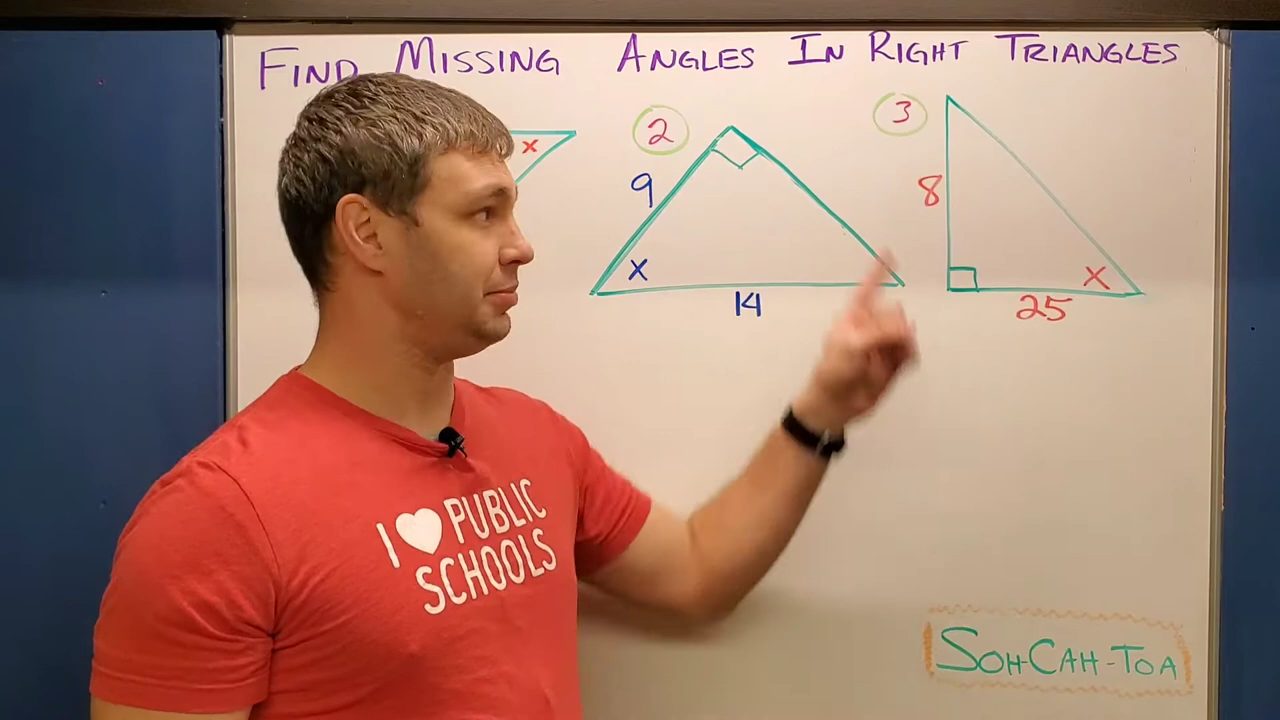 FIND MISSING ANGLES IN RIGHT TRIANGLES
x
2
9
x
14
3
8
x
25
I PUBLIC
SCHOOLS
SOH-CAH-TOA